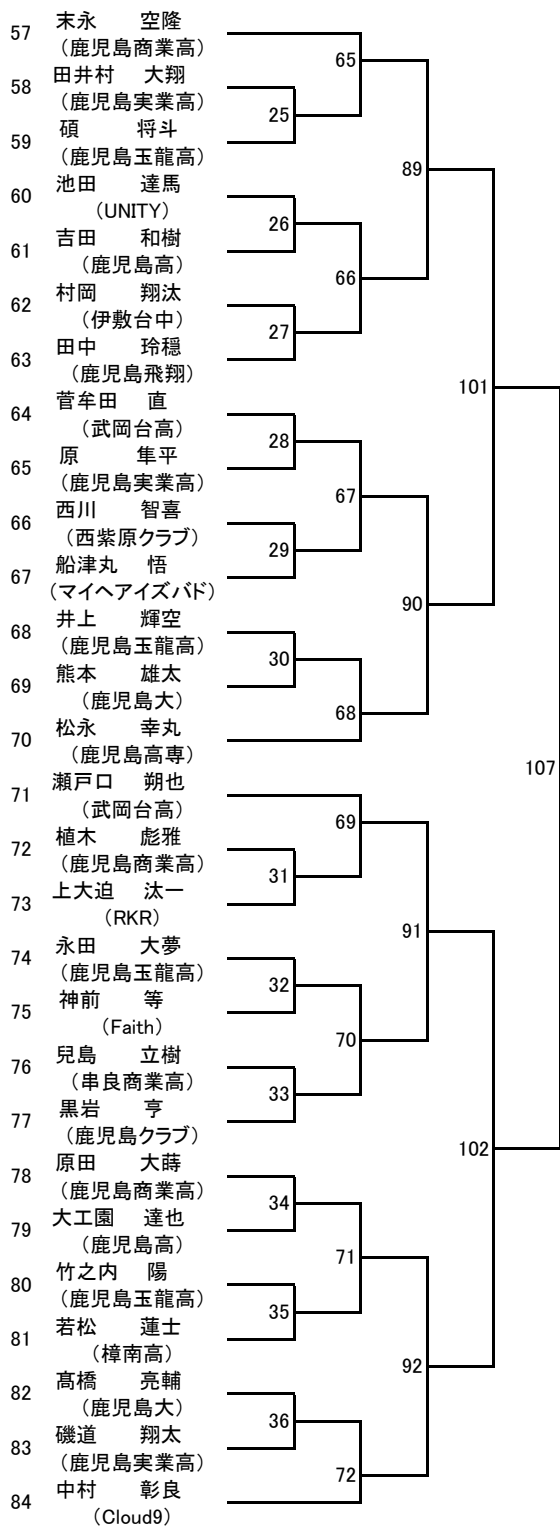 57 末永 空隆
(鹿児島商業高)
65
58 田井村 大翔
(鹿児島実業高)
25
59 碩 将斗
(鹿児島玉龍高)
89
60 池田 達馬
(UNITY)
26
61 吉田 和樹
(鹿児島高)
66
62 村岡 翔汰
(伊敷台中)
27
63 田中 玲穏
(鹿児島飛翔)
101
64 菅牟田 直
(武岡台高)
28
65 原 隼平
(鹿児島実業高)
67
66 西川 智喜
(西紫原クラブ)
29
67 船津丸 悟
(マイヘアイズバド)
90
68 井上 輝空
(鹿児島玉龍高)
30
69 熊本 雄太
(鹿児島大)
68
70 松永 幸丸
(鹿児島高専)
107
71 瀬戸口 朔也
(武岡台高)
69
72 植木 彪雅
(鹿児島商業高)
31
73 上大迫 汰一
(RKR)
91
74 永田 大夢
(鹿児島玉龍高)
32
75 神前 等
(Faith)
70
76 兒島 立樹
(串良商業高)
33
77 黒岩 亨
(鹿児島クラブ)
102
78 原田 大蒔
(鹿児島商業高)
34
79 大工園 達也
(鹿児島高)
71
80 竹之内 陽
(鹿児島玉龍高)
35
81 若松 蓮士
(樟南高)
92
82 髙橋 亮輔
(鹿児島大)
36
83 磯道 翔太
(鹿児島実業高)
72
84 中村 彰良
(Cloud9)